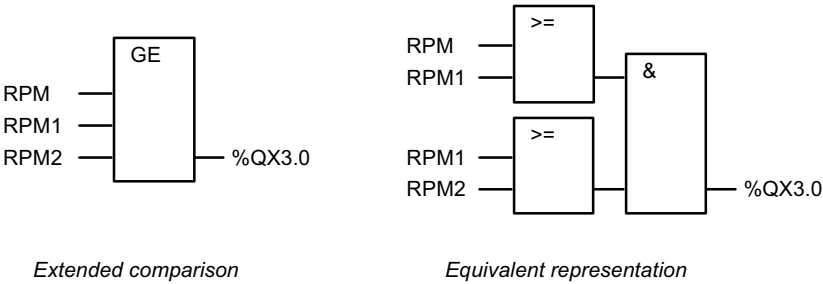 GE
RPM
RPM1
RPM2
%QX3.0
Extended comparison
>=
RPM
RPM1
&
>=
RPM1
RPM2
%QX3.0
Equivalent representation